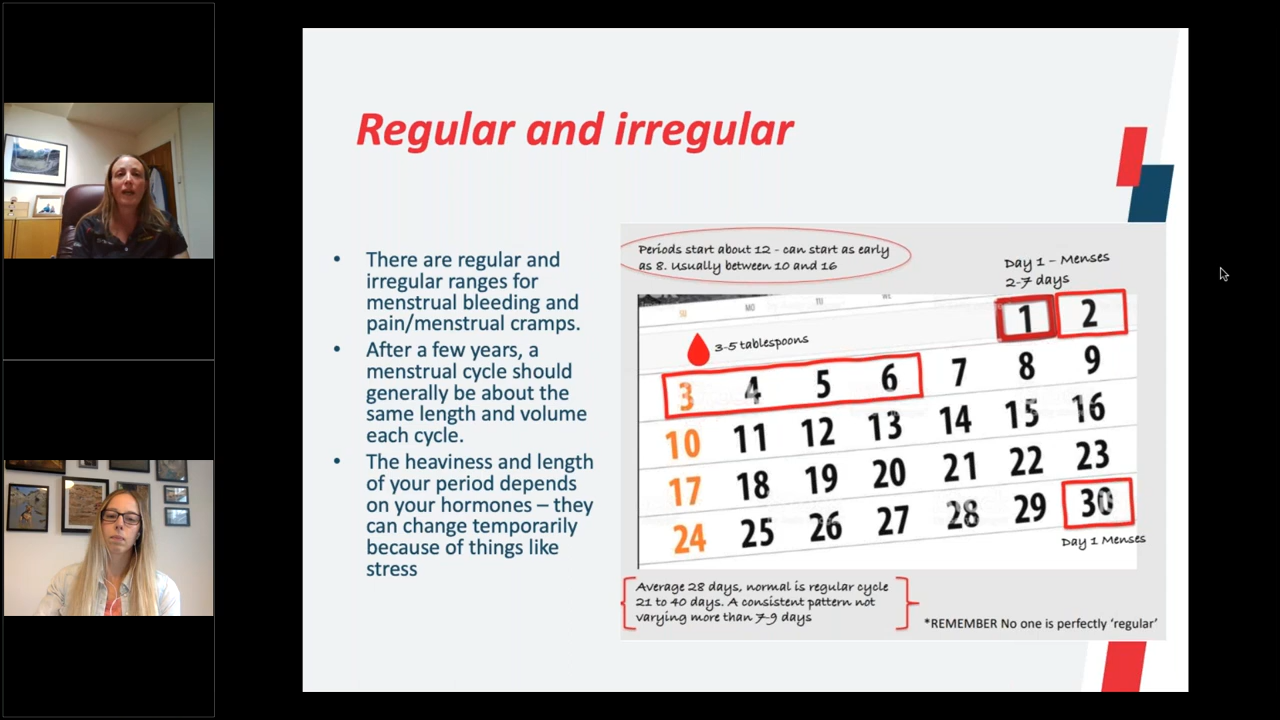 Regular and irregular
• There are regular and
irregular ranges for
menstrual bleeding and
pain/menstrual cramps.
• After a few years, a
menstrual cycle should
generally be about the
same length and volume
each cycle.
• The heaviness and length
of your period depends
on your hormones – they
can change temporarily
because of things like
stress
Periods start about 12 - can start as early
as 8. Usually between 10 and 16
Day 1 – Menses
2-7 days
SU MO TU WE
1 2
3-5 tablespoons
3 4 5 6 7 8 9
10 11 12 13 14 15 16
17 18 19 20 21 22 23
24 25 26 27 28 29 30
Day 1 Menses
Average 28 days, normal is regular cycle
21 to 40 days. A consistent pattern not
varying more than 7-9 days
*REMEMBER No one is perfectly ‘regular’